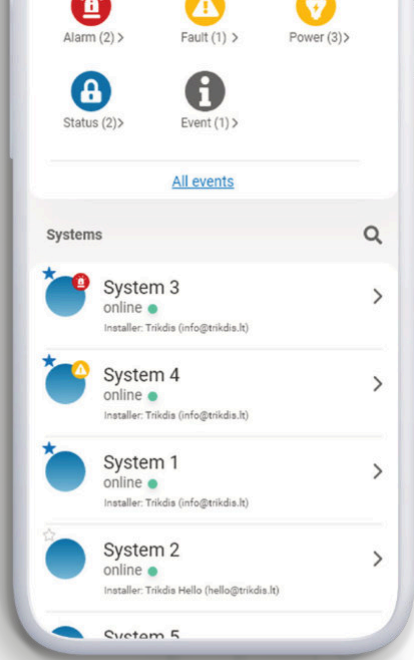 Alarm (2) >
Fault (1) >
Power (3)>
Status (2)>
Event (1) >
All events
Systems
System 3
online
Installer: Trikdis (info@trikdis.lt)
System 4
online
Installer: Trikdis (info@trikdis.lt)
System 1
online
Installer: Trikdis (info@trikdis.lt)
System 2
online
Installer: Trikdis Hello (hello@trikdis.lt)
System 5